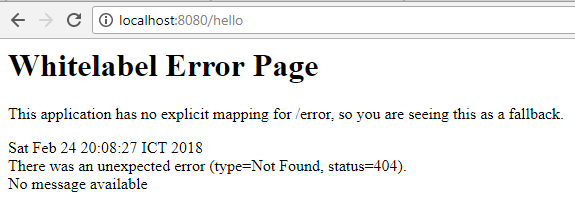 localhost:8080/hello
Whitelabel Error Page
This application has no explicit mapping for /error, so you are seeing this as a fallback.
Sat Feb 24 20:08:27 ICT 2018
There was an unexpected error (type=Not Found, status=404).
No message available